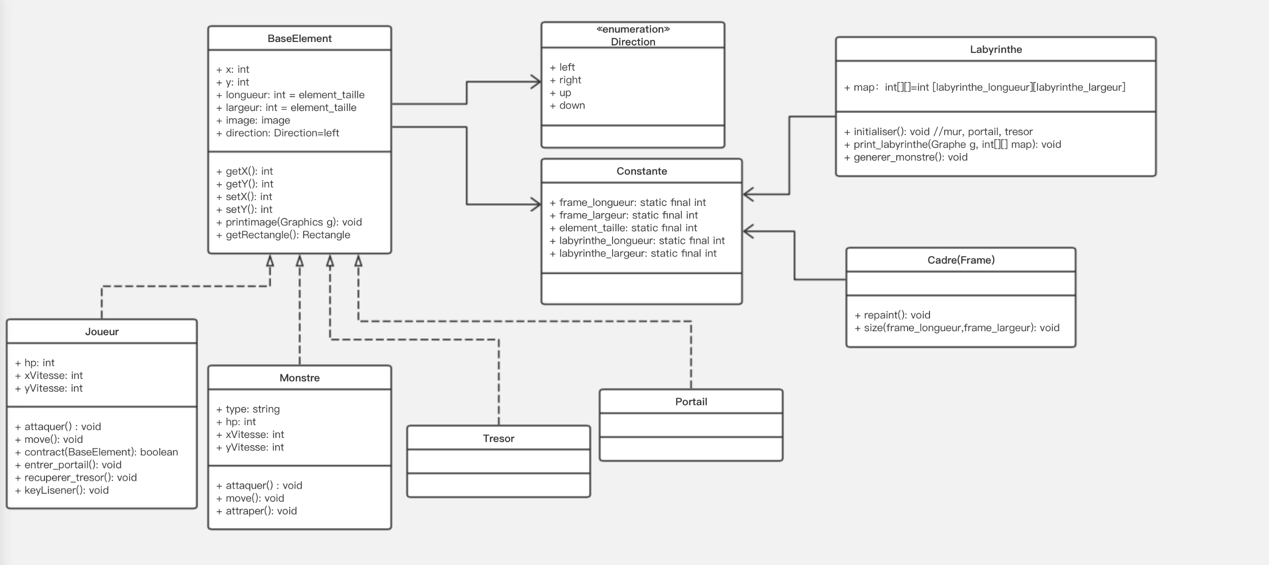 BaseElement
+ x: int
+ y: int
+ longueur: int = element_taille
+ largeur: int = element_taille
+ image: image
+ direction: Direction=left
+ getX(): int
+ getY(): int
+ setX(): int
+ setY(): int
+ printimage(Graphics g): void
+ getRectangle(): Rectangle
«enumeration»
Direction
+ left
+ right
+ up
+ down
Constante
+ frame_longueur: static final int
+ frame_largeur: static final int
+ element_taille: static final int
+ labyrinthe_longueur: static final int
+ labyrinthe_largeur: static final int
Labyrinthe
+ map：int[][]=int [labyrinthe_longueur][labyrinthe_largeur]
+ initialiser(): void //mur, portail, tresor
+ print_labyrinthe(Graphe g, int[][] map): void
+ generer_monstre(): void
Cadre(Frame)
+ repaint(): void
+ size(frame_longueur,frame_largeur): void
Joueur
+ hp: int
+ xVitesse: int
+ yVitesse: int
+ attaquer() : void
+ move(): void
+ contract(BaseElement): boolean
+ entrer_portail(): void
+ recuperer_tresor(): void
+ keyLisener(): void
Monstre
+ type: string
+ hp: int
+ xVitesse: int
+ yVitesse: int
+ attaquer() : void
+ move(): void
+ attraper(): void
Tresor
Portail